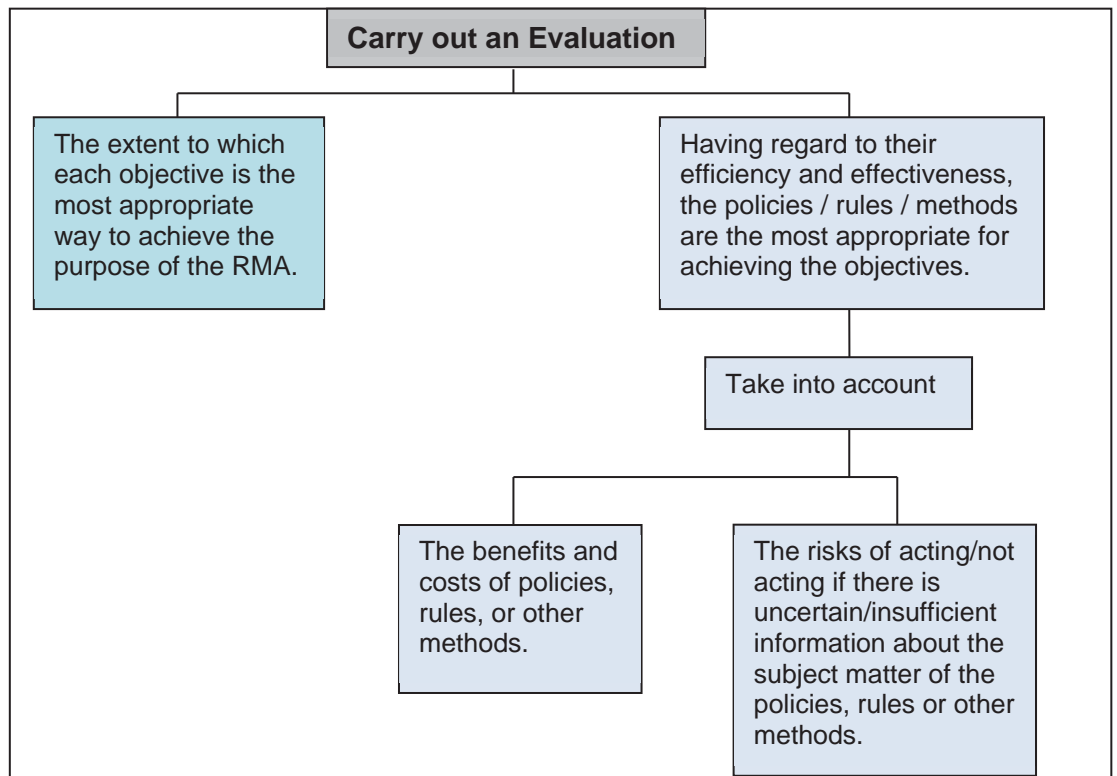 Carry out an Evaluation
The extent to which
each objective is the
most appropriate
way to achieve the
purpose of the RMA.
Having regard to their
efficiency and effectiveness,
the policies / rules / methods
are the most appropriate for
achieving the objectives.
Take into account
The benefits and
costs of policies,
rules, or other
methods.
The risks of acting/not
acting if there is
uncertain/insufficient
information about the
subject matter of the
policies, rules or other
methods.